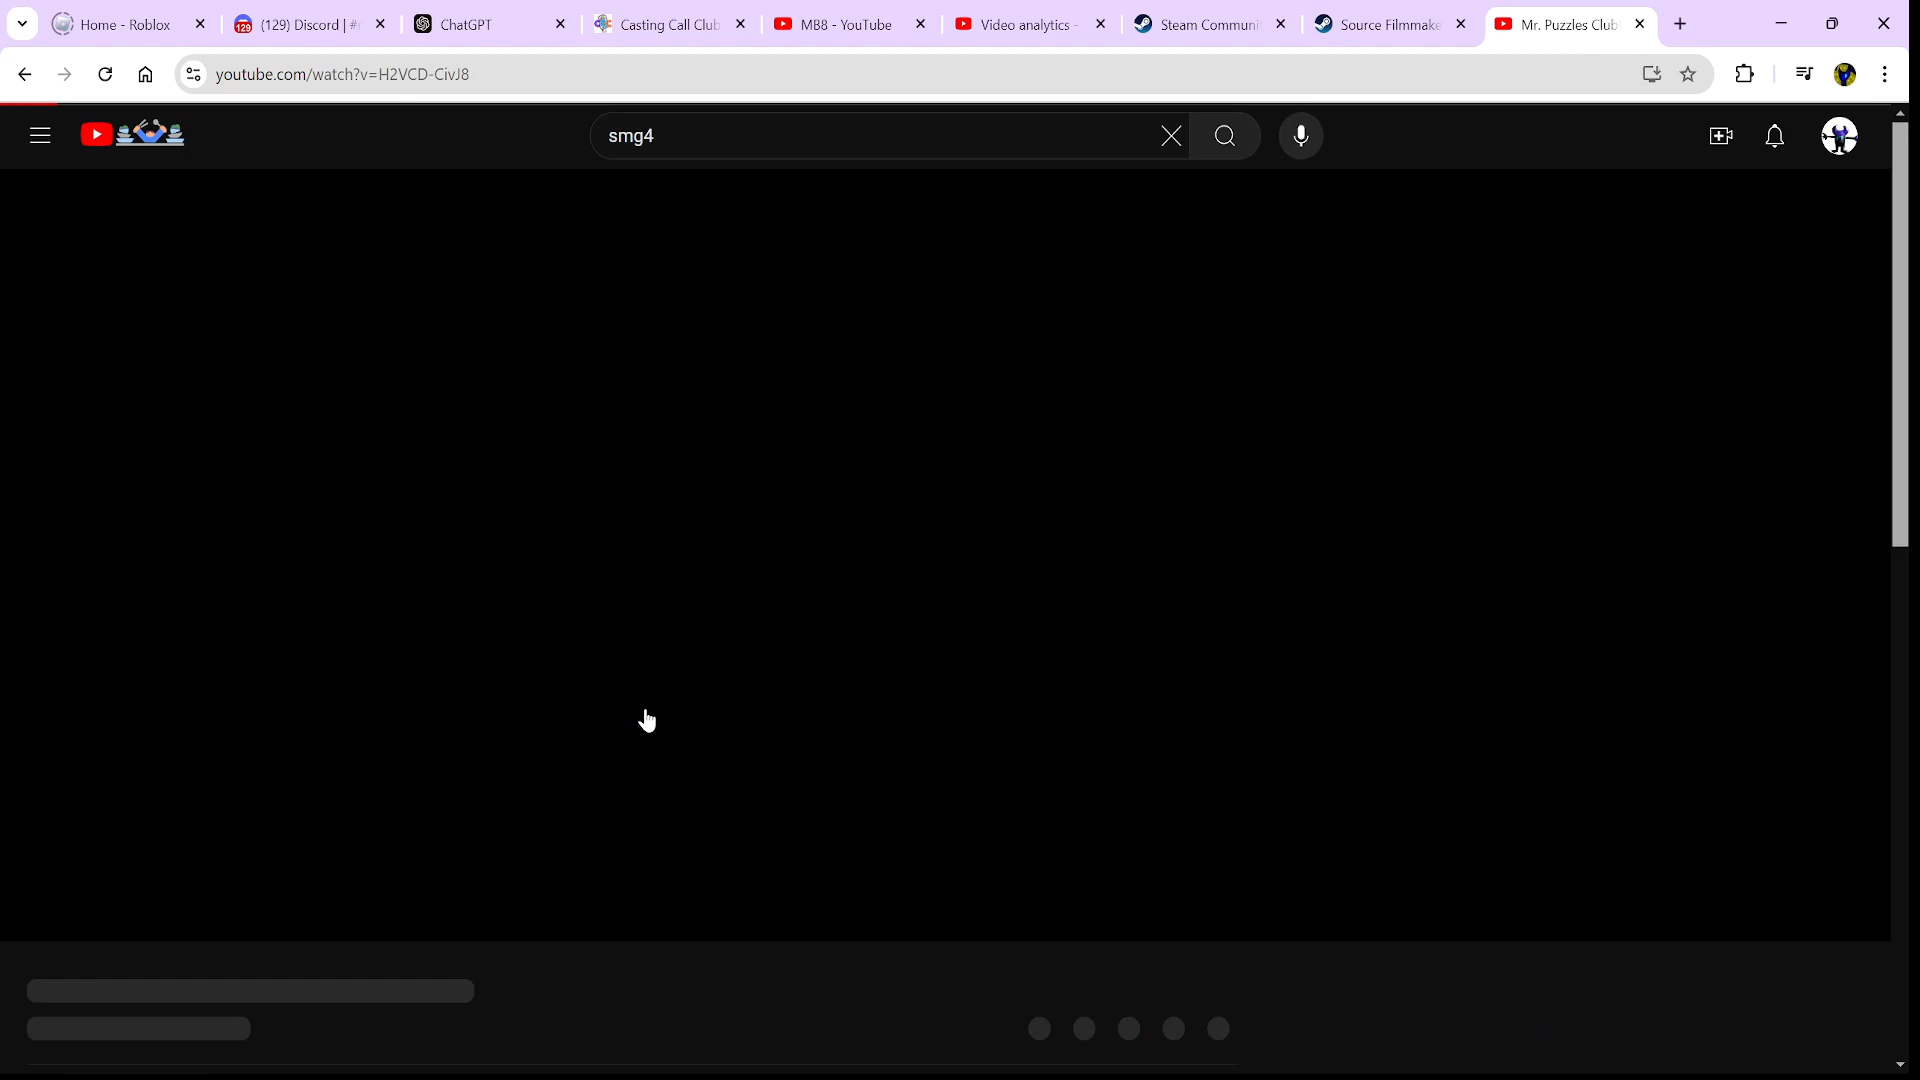 Home - Roblox
129
(129) Discord | #r
ChatGPT
Casting Call Club
MB8 - YouTube
Video analytics -
Steam Communi
Source Filmmake
Mr. Puzzles Club
youtube.com/watch?v=H2VCD-CivJ8
smg4